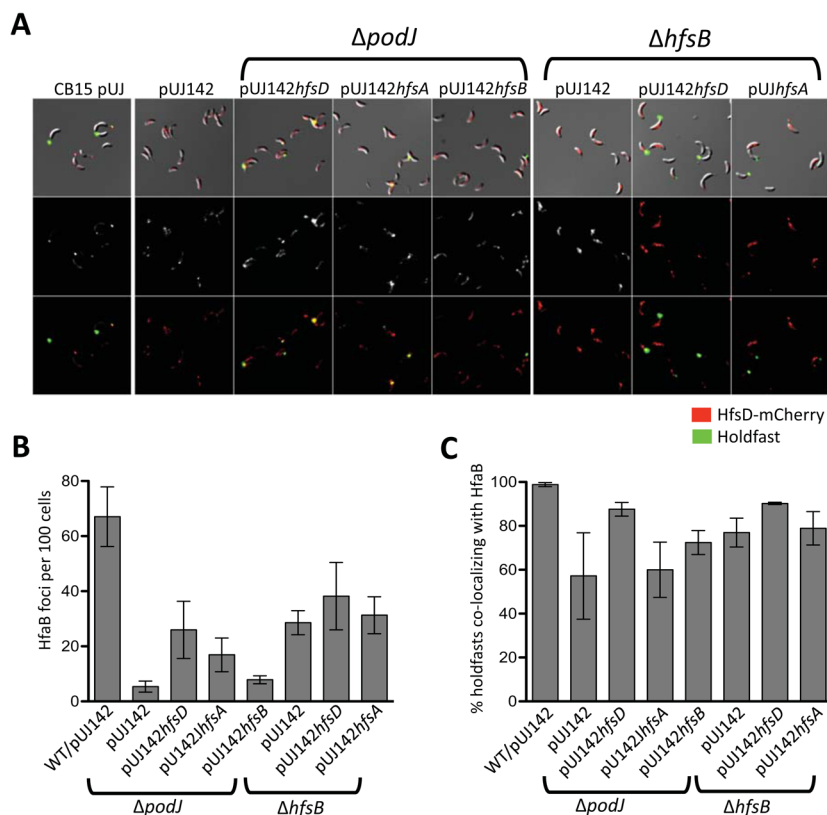 A
ΔpodJ
ΔhfsB
CB15 pUJ pUJ142 pUJ142hfsD pUJ142hfsA pUJ142hfsB pUJ142 pUJ142hfsD pUJhfsA
HfsD-mCherry
Holdfast
B
HfaB foci per 100 cells
80
60
40
20
0
WT/pUJ142
pUJ142
pUJ142hfsD
pUJ142JhfsA
pUJ142hfsB
pUJ142
pUJ142hfsD
pUJ142hfsA
ΔpodJ
ΔhfsB
C
% holdfasts co-localizing with HfaB
100
80
60
40
20
0
WT/pUJ142
pUJ142
pUJ142hfsD
pUJ142JhfsA
pUJ142hfsB
pUJ142
pUJ142hfsD
pUJ142hfsA
ΔpodJ
ΔhfsB